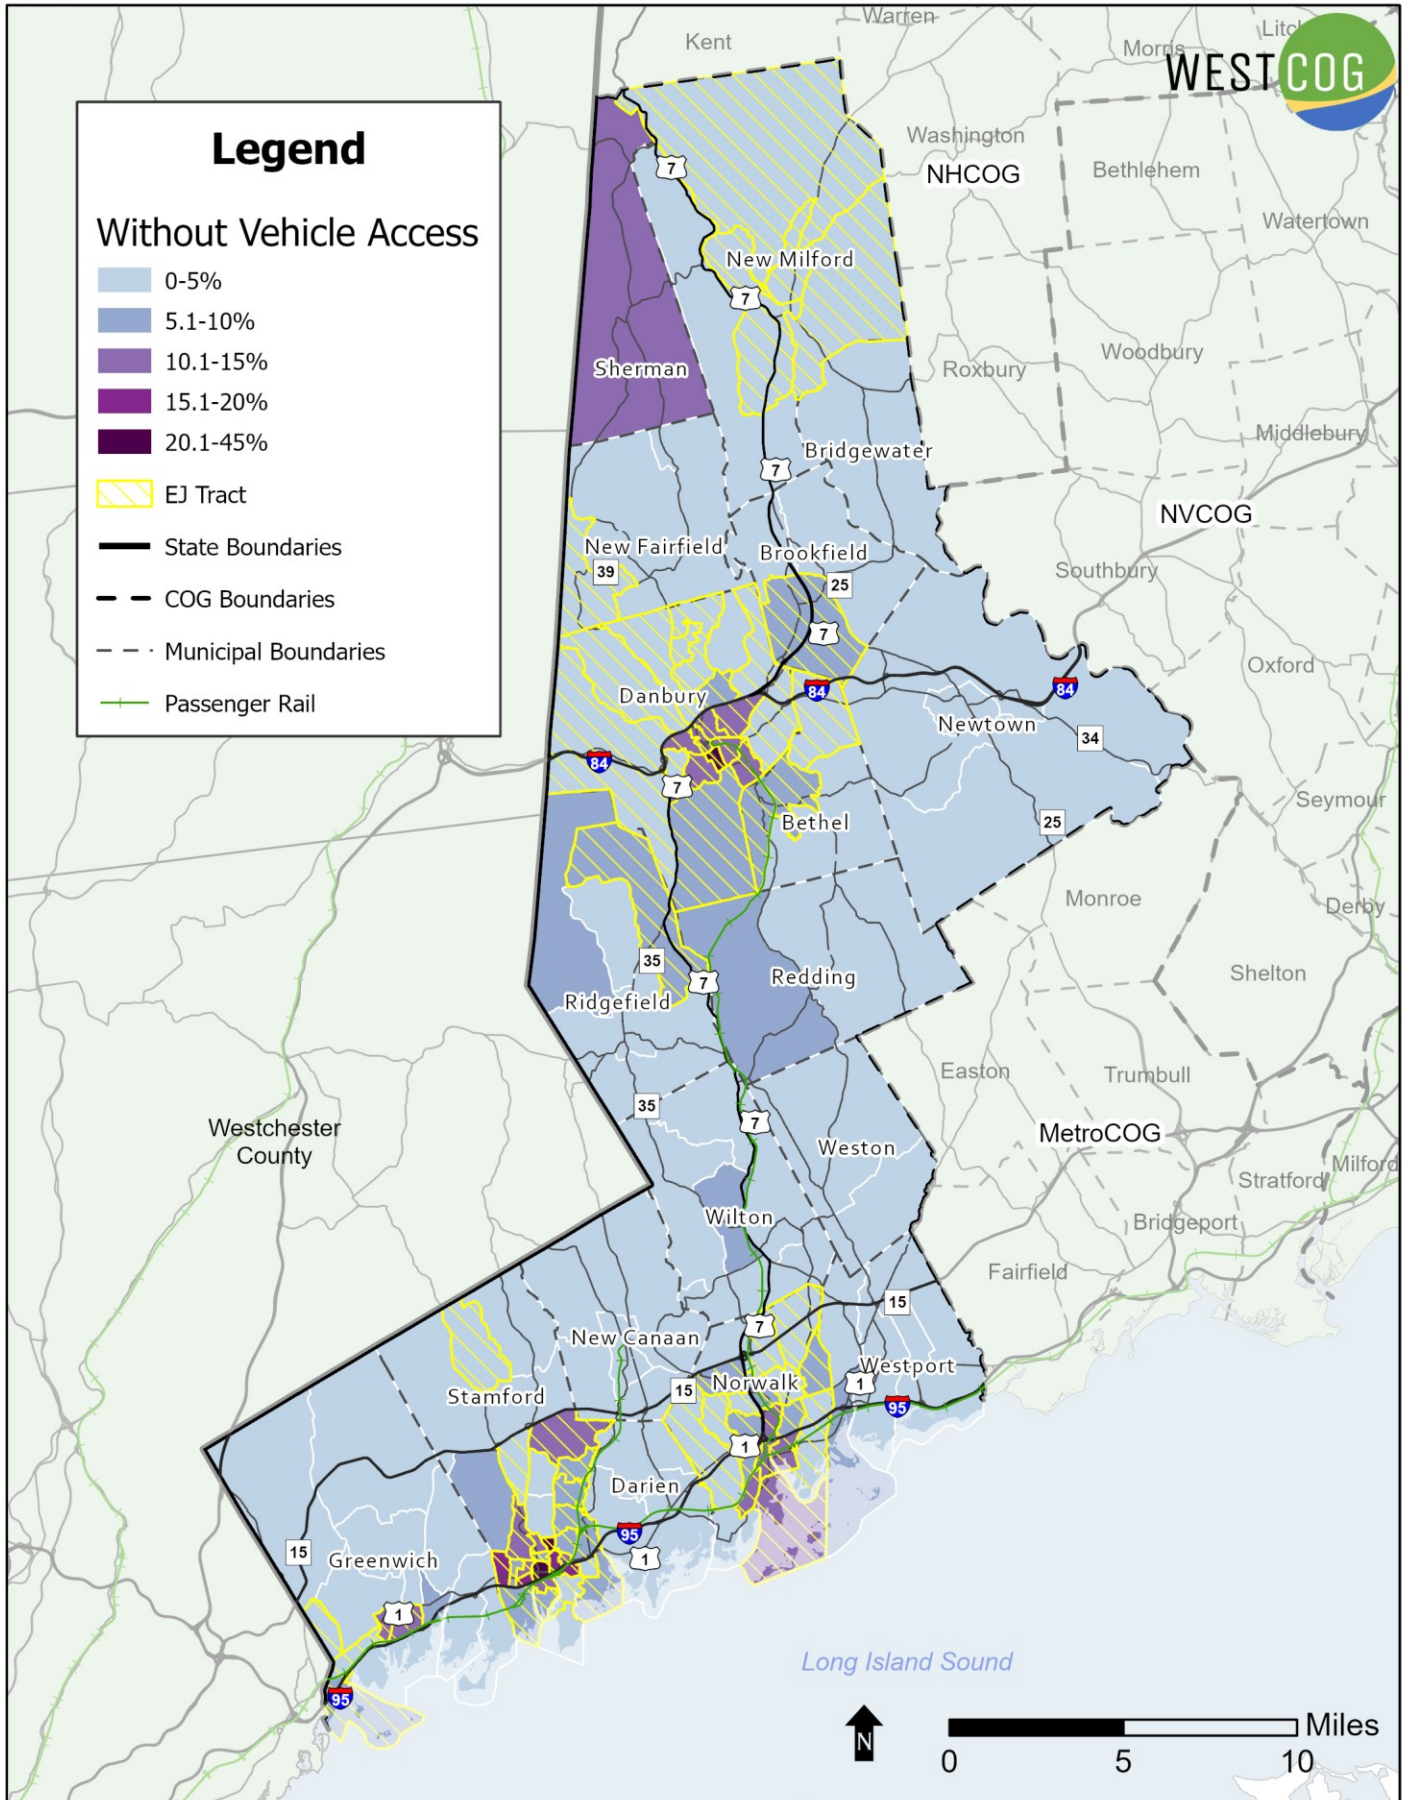 Warren
Litc
Kent
Morris
WESTCOG
Legend
Without Vehicle Access
0-5%
5.1-10%
10.1-15%
15.1-20%
20.1-45%
EJ Tract
State Boundaries
COG Boundaries
Municipal Boundaries
Passenger Rail
Washington
NHCOG
Bethlehem
7
Watertown
New Milford
7
Woodbury
Sherman
Roxbury
Middlebury
Bridgewater
7
NVCOG
New Fairfield
Brookfield
39
25
Southbury
7
Oxford
Danbury
84
84
Newtown
34
84
7
Seymour
Bethel
25
Monroe
Derby
35
Redding
Shelton
7
Ridgefield
Easton
Trumbull
35
7
Westchester
County
MetroCOG
Weston
Milford
Stratford
Wilton
Bridgeport
Fairfield
15
7
New Canaan
Westport
Stamford
15
Norwalk
1
95
1
Darien
95
15
Greenwich
1
1
Long Island Sound
95
N
Miles
0
5
10